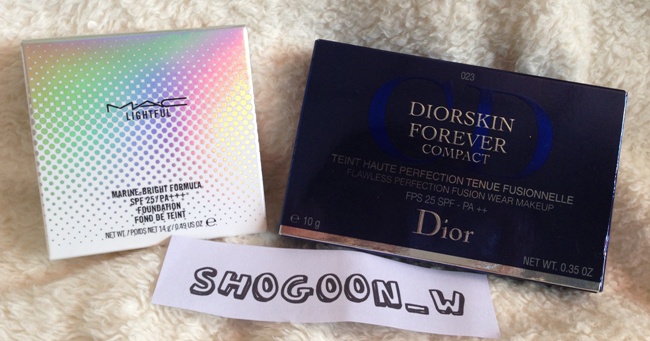 MAC
LIGHTFUL
MARINE-BRIGHT FORMULA
SPF 25/PA+++
FOUNDATION
FOND DE TEINT
NET WT./POIDS NET 14 g/0.49 US OZ ℮
023
CD
DIORSKIN
FOREVER
COMPACT
TEINT HAUTE PERFECTION TENUE FUSIONNELLE
FLAWLESS PERFECTION FUSION WEAR MAKEUP
FPS 25 SPF - PA ++
℮ 10 g
Dior
NET WT. 0.35 OZ
SHOGOON_W